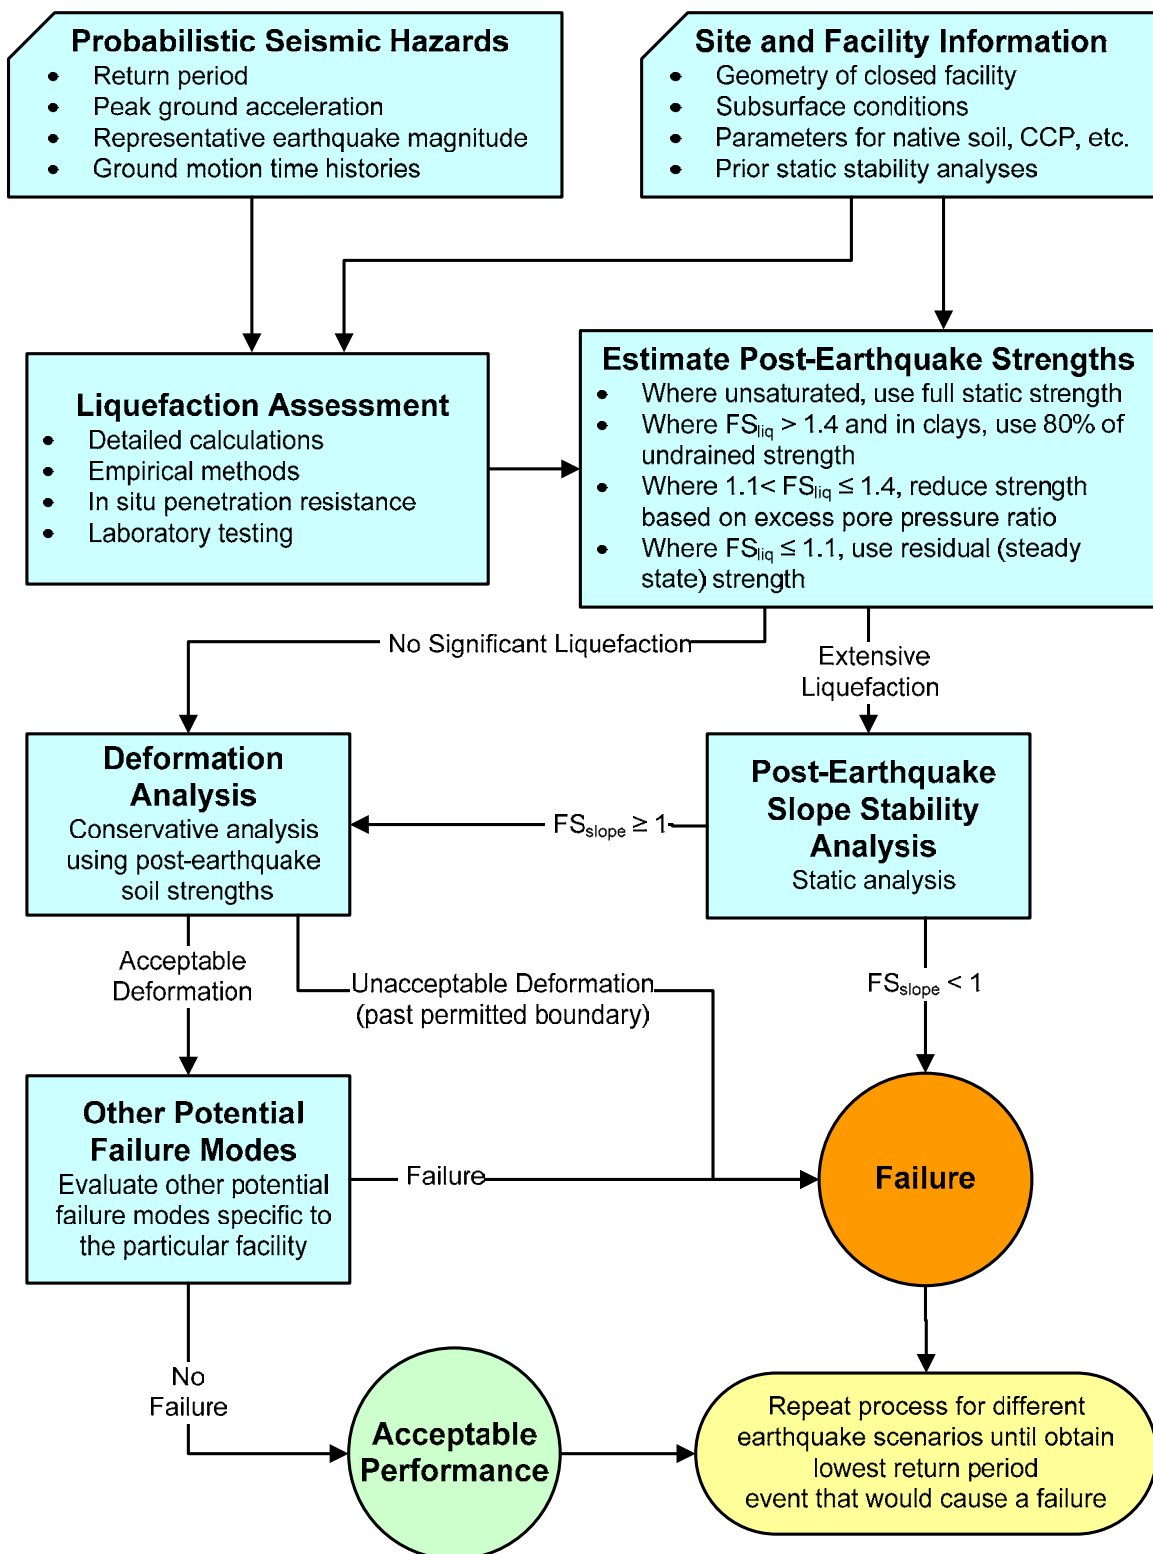 Probabilistic Seismic Hazards
• Return period
• Peak ground acceleration
• Representative earthquake magnitude
• Ground motion time histories
Site and Facility Information
• Geometry of closed facility
• Subsurface conditions
• Parameters for native soil, CCP, etc.
• Prior static stability analyses
Liquefaction Assessment
• Detailed calculations
• Empirical methods
• In situ penetration resistance
• Laboratory testing
Estimate Post-Earthquake Strengths
• Where unsaturated, use full static strength
• Where FSliq > 1.4 and in clays, use 80% of
undrained strength
• Where 1.1< FSliq ≤ 1.4, reduce strength
based on excess pore pressure ratio
• Where FSliq ≤ 1.1, use residual (steady
state) strength
No Significant Liquefaction
Extensive
Liquefaction
Deformation
Analysis
Conservative analysis
using post-earthquake
soil strengths
FSslope ≥ 1
Post-Earthquake
Slope Stability
Analysis
Static analysis
Acceptable
Deformation
Unacceptable Deformation
(past permitted boundary)
FSslope < 1
Other Potential
Failure Modes
Evaluate other potential
failure modes specific to
the particular facility
Failure
Failure
No
Failure
Acceptable
Performance
Repeat process for different
earthquake scenarios until obtain
lowest return period
event that would cause a failure